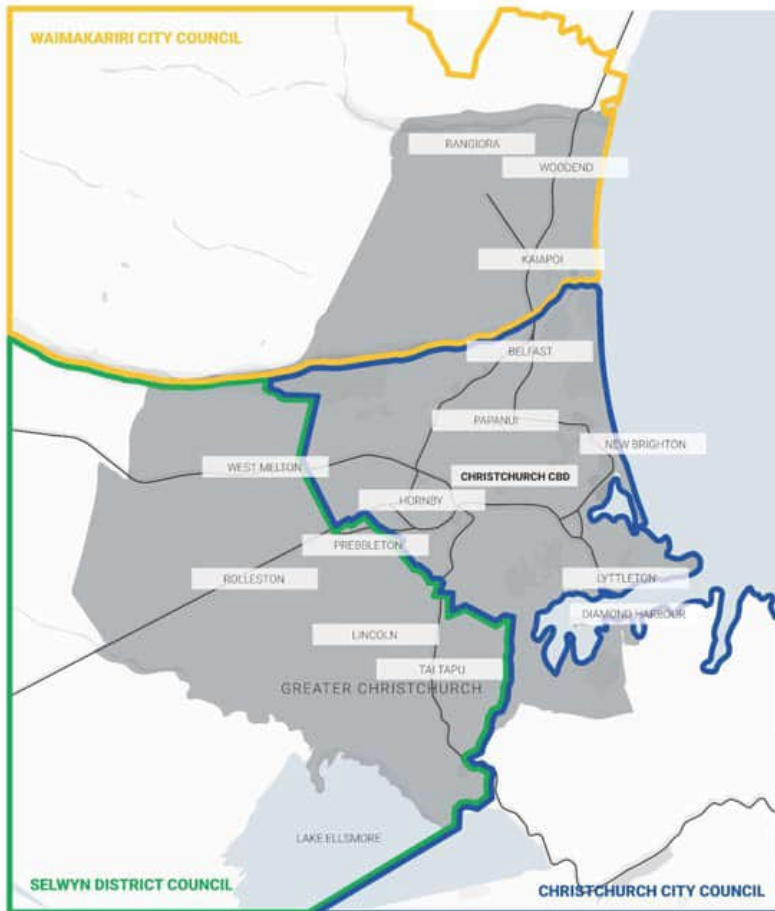 WAIMAKARIRI CITY COUNCIL
RANGIORA
WOODEND
KAIAPOI
BELFAST
PAPANUI
NEW BRIGHTON
WEST MELTON
CHRISTCHURCH CBD
HORNBY
PREBBLETON
ROLLESTON
LYTTLETON
DIAMOND HARBOUR
LINCOLN
TAI TAPU
GREATER CHRISTCHURCH
LAKE ELLSMORE
SELWYN DISTRICT COUNCIL
CHRISTCHURCH CITY COUNCIL